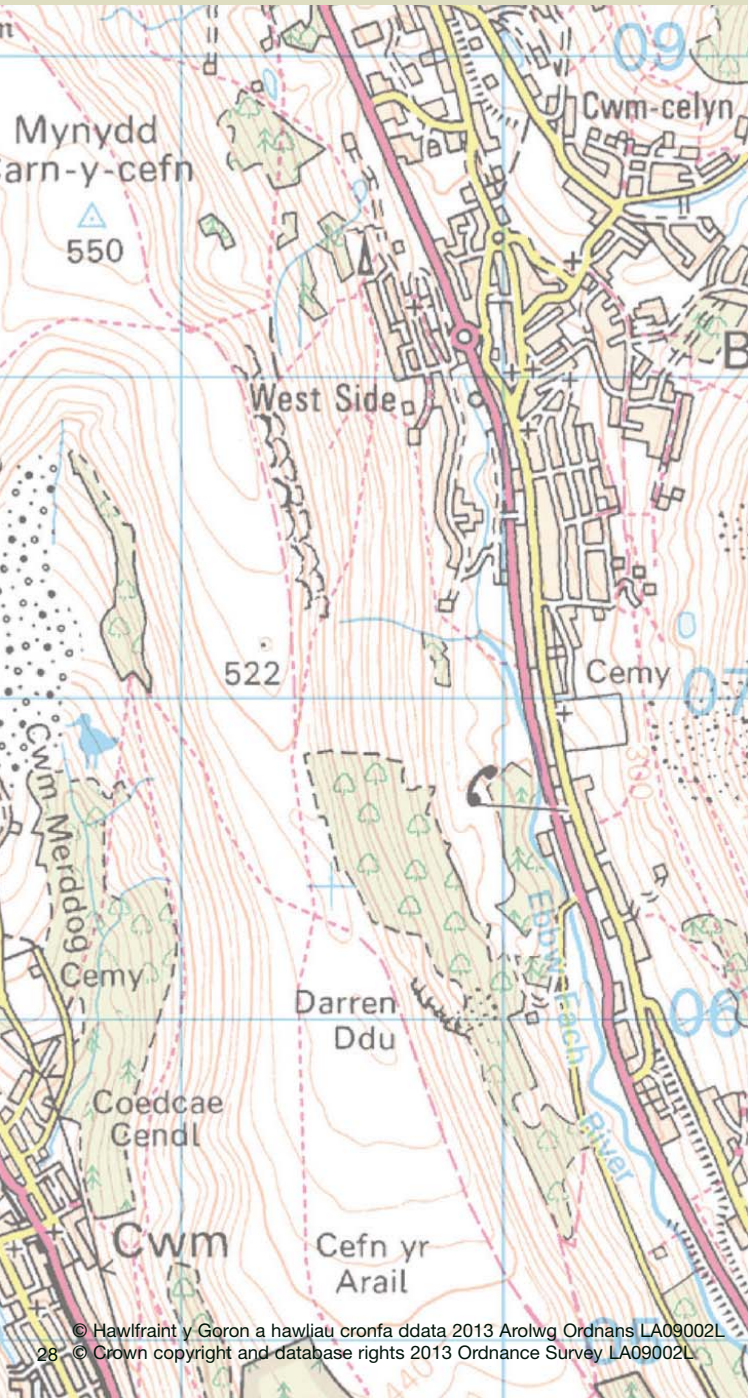 09
Cwm-celyn
Mynydd
arn-y-cefn
550
B
West Side
522
Cemy
07
300
Cwm Merddog
Ebbw Fach
River
Cemy
Darren
Ddu
06
Coedcae
Cendl
Cwm
Cefn yr
Arail
05
© Hawlfraint y Goron a hawliau cronfa ddata 2013 Arolwg Ordnans LA09002L
28 © Crown copyright and database rights 2013 Ordnance Survey LA09002L